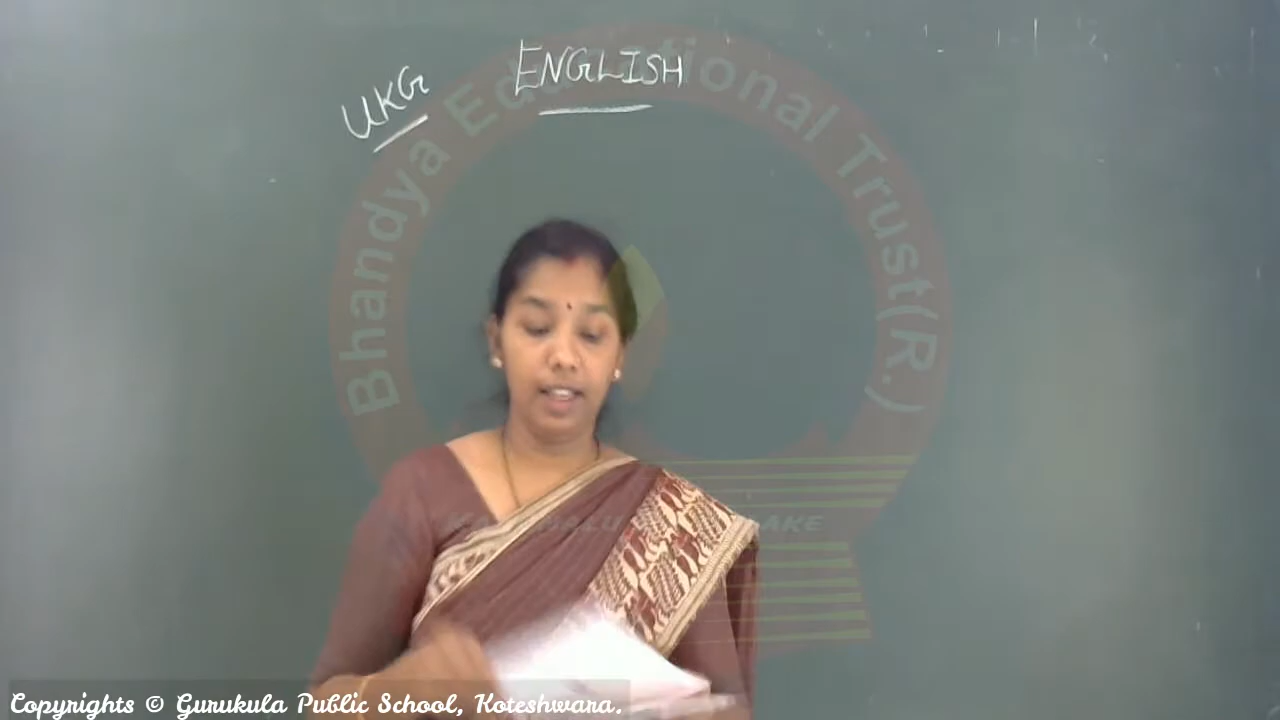 UKG
ENGLISH
Bhandya Educational Trust(R.)
Copyrights © Gurukula Public School, Koteshwara.